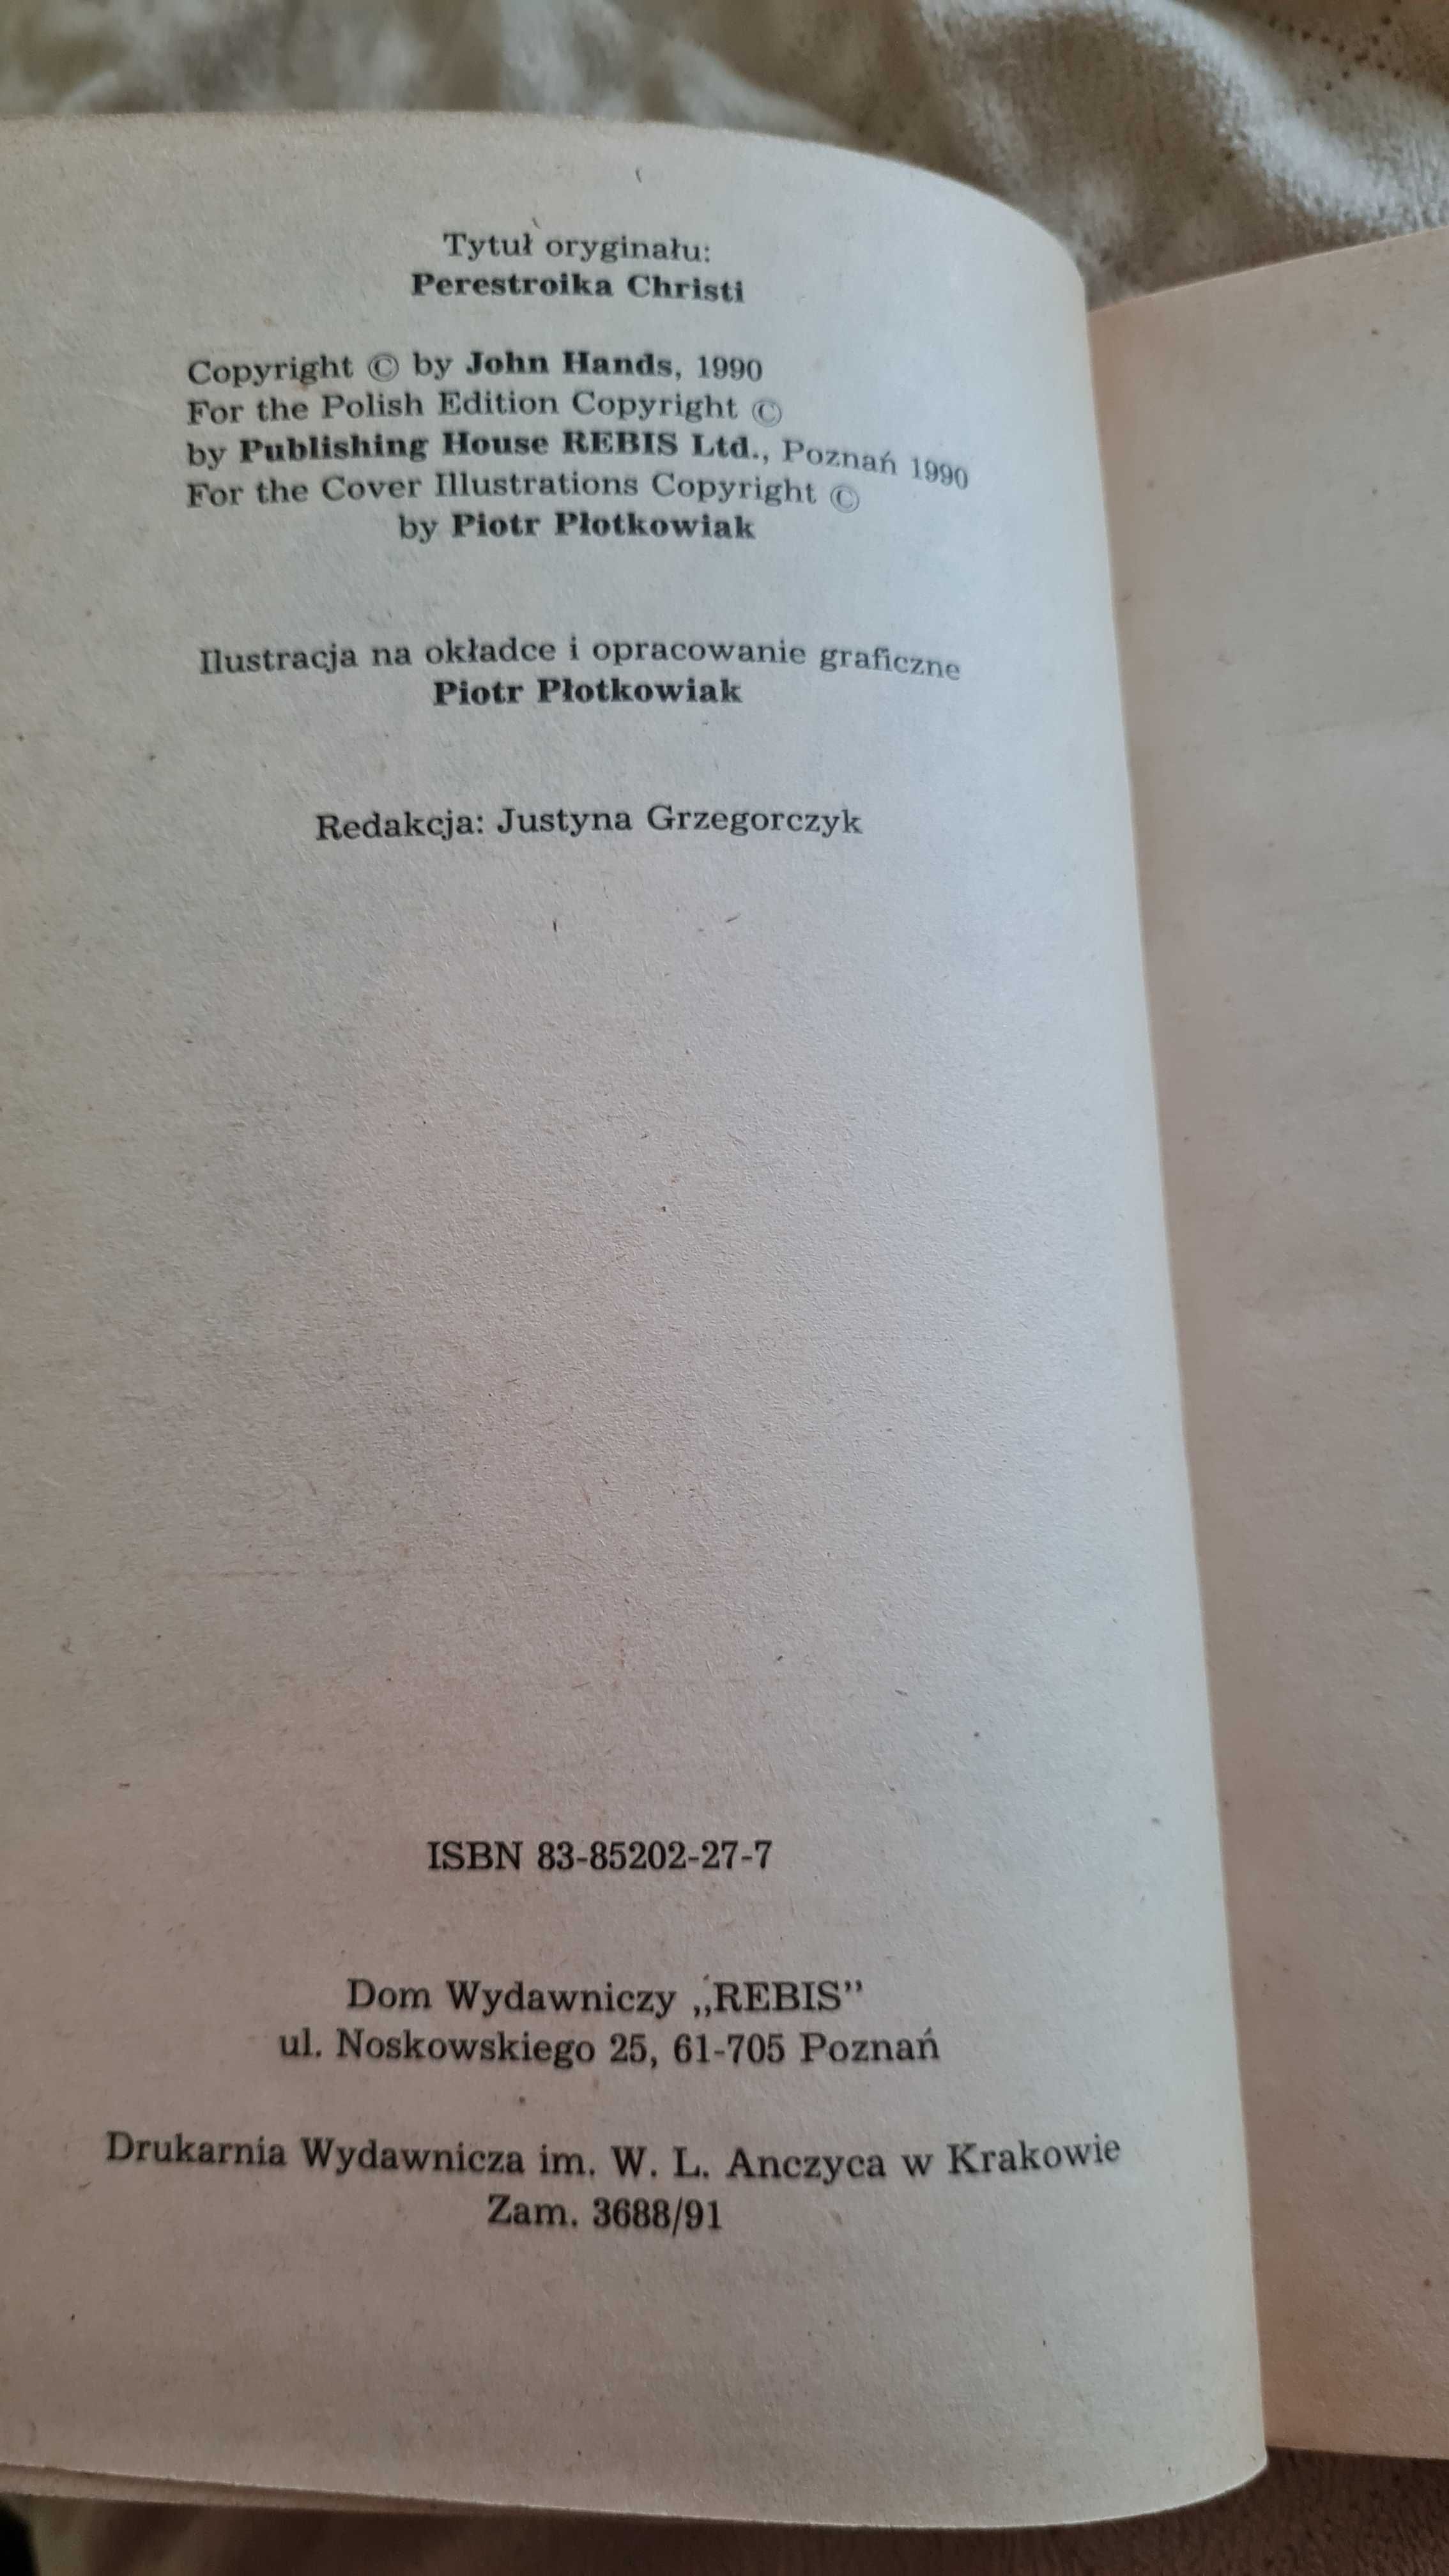 Tytuł oryginału:
Perestroika Christi
Copyright © by John Hands, 1990
For the Polish Edition Copyright ©
by Publishing House REBIS Ltd., Poznań 1990
For the Cover Illustrations Copyright ©
by Piotr Płotkowiak
Ilustracja na okładce i opracowanie graficzne
Piotr Płotkowiak
Redakcja: Justyna Grzegorczyk
ISBN 83-85202-27-7
Dom Wydawniczy „REBIS”
ul. Noskowskiego 25, 61-705 Poznań
Drukarnia Wydawnicza im. W. L. Anczyca w Krakowie
Zam. 3688/91